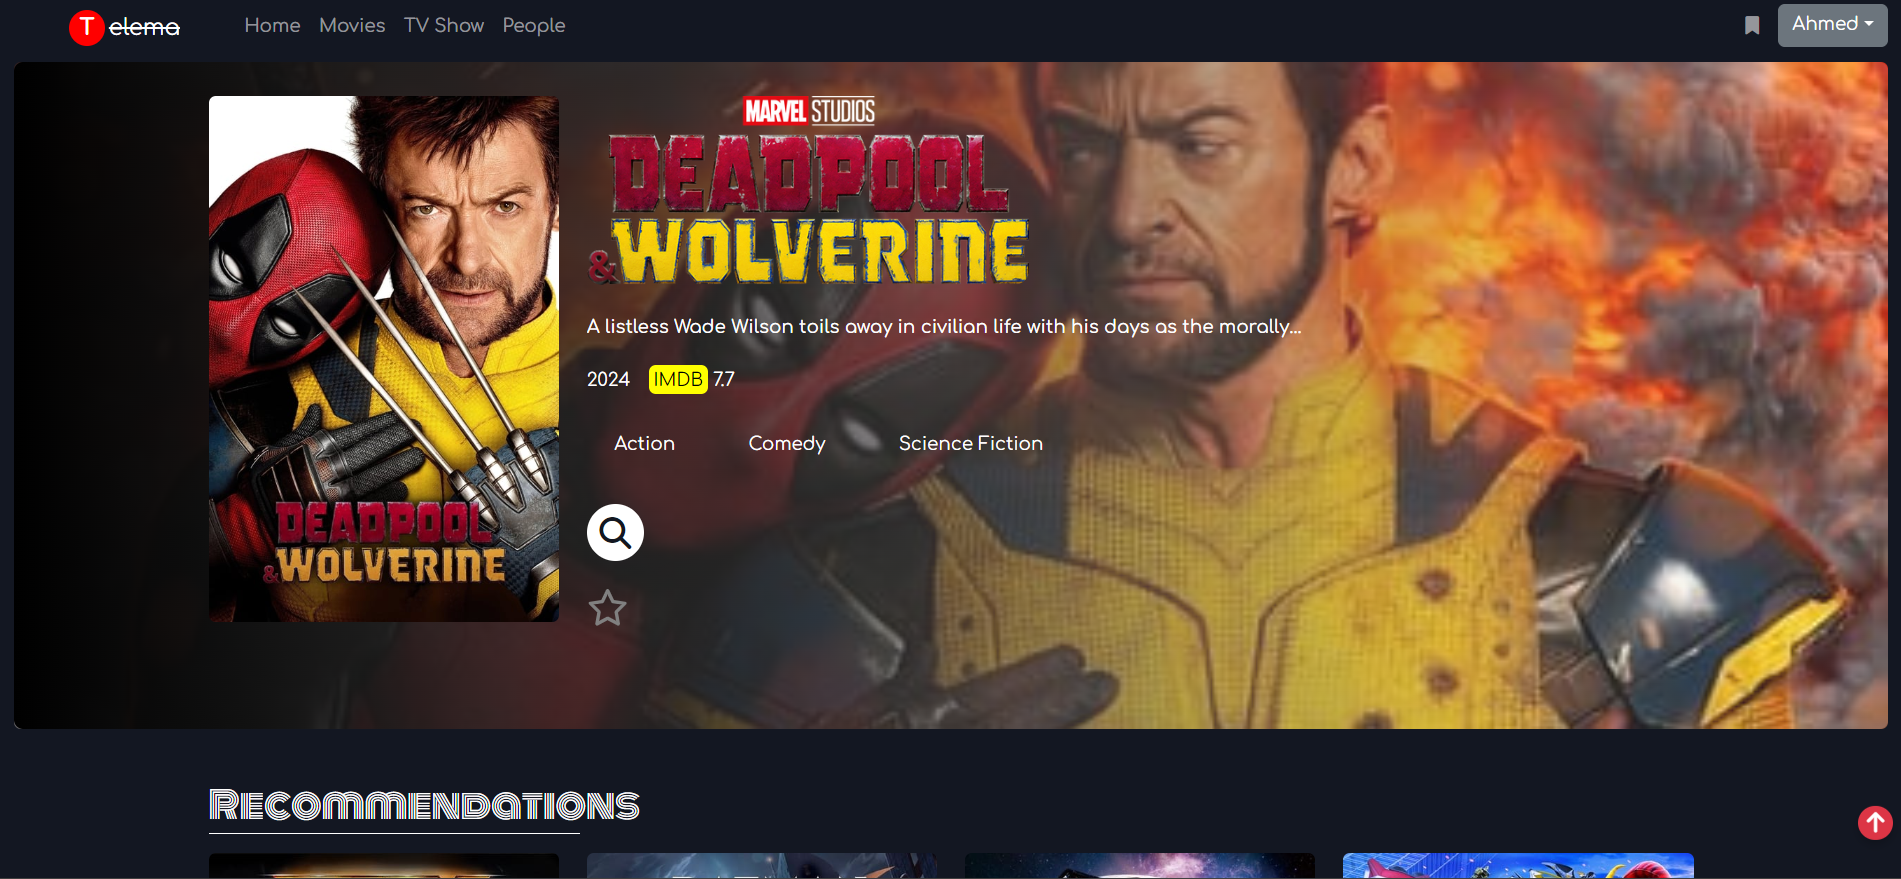 T elema
Home Movies TV Show People
Ahmed
MARVEL STUDIOS
DEADPOOL
& WOLVERINE
A listless Wade Wilson toils away in civilian life with his days as the morally...
2024 IMDB 7.7
Action Comedy Science Fiction
DEADPOOL
& WOLVERINE
Recommendations